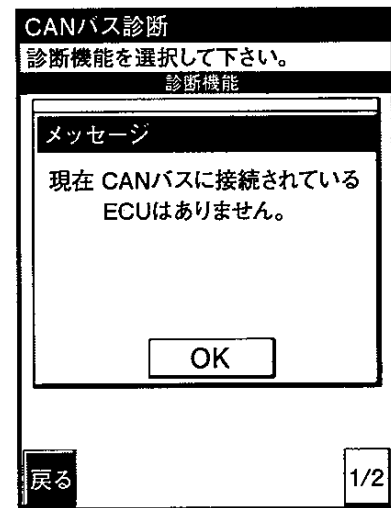 CANバス診断
診断機能を選択して下さい。
診断機能
メッセージ
現在 CANバスに接続されている
ECUはありません。
OK
戻る
1/2